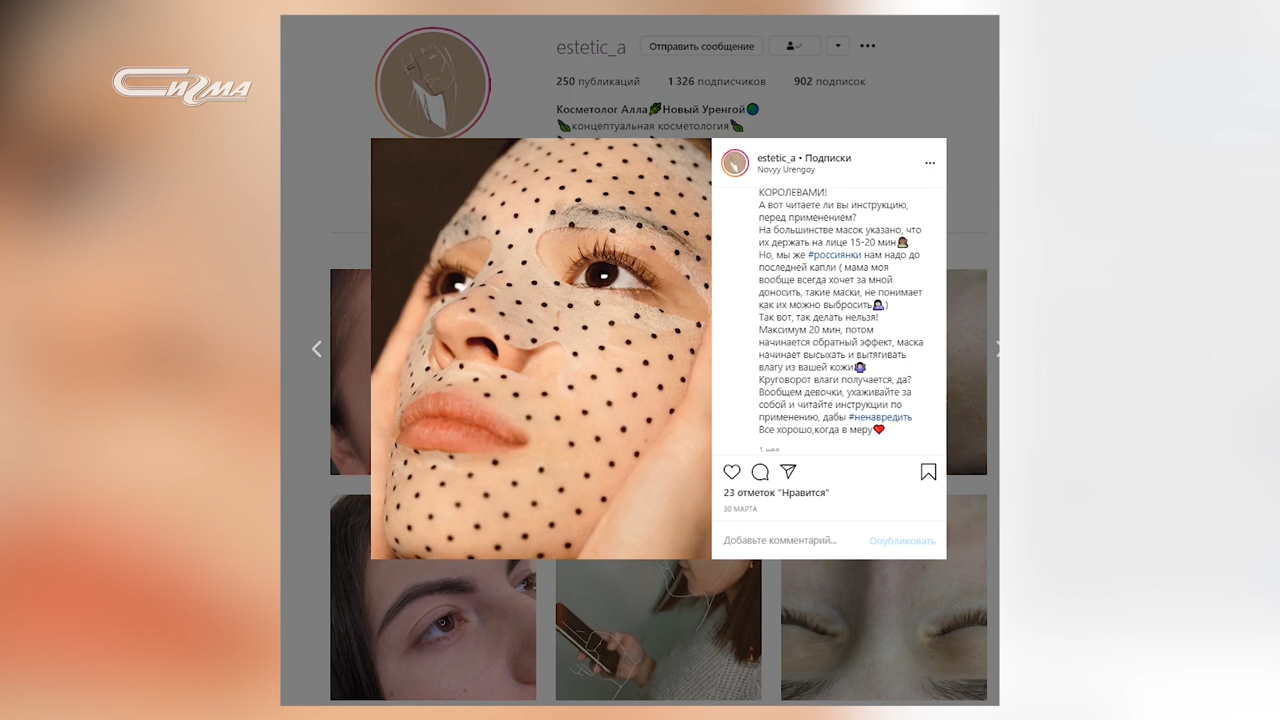 Сигма
estetic_a Отправить сообщение
250 публикаций 1 326 подписчиков 902 подписок
Косметолог Алла Новый Уренгой
концептуальная косметология
estetic_a • Подписки
Novyy Urengoy
КОРОЛЕВАМИ!
А вот читаете ли вы инструкцию,
перед применением?
На большинстве масок указано, что
их держать на лице 15-20 мин🤷🏽‍♀️
Но, мы же #россиянки нам надо до
последней капли ( мама моя
вообще всегда хочет за мной
доносить, такие маски, не понимает
как их можно выбросить🤷🏻‍♀️)
Так вот, так делать нельзя!
Максимум 20 мин, потом
начинается обратный эффект, маска
начинает высыхать и вытягивать
влагу из вашей кожи🤷🏼‍♀️
Круговорот влаги получается, да?
Вообщем девочки, ухаживайте за
собой и читайте инструкции по
применению, дабы #ненавредить
Все хорошо,когда в меру❤️
23 отметок "Нравится"
30 МАРТА
Добавьте комментарий... Опубликовать